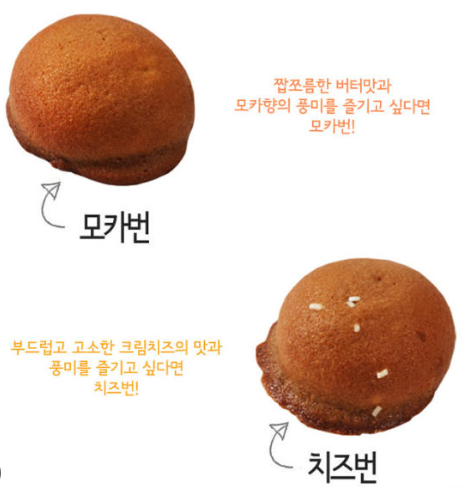 짭쪼름한 버터맛과
모카향의 풍미를 즐기고 싶다면
모카번!
모카번
부드럽고 고소한 크림치즈의 맛과
풍미를 즐기고 싶다면
치즈번!
치즈번